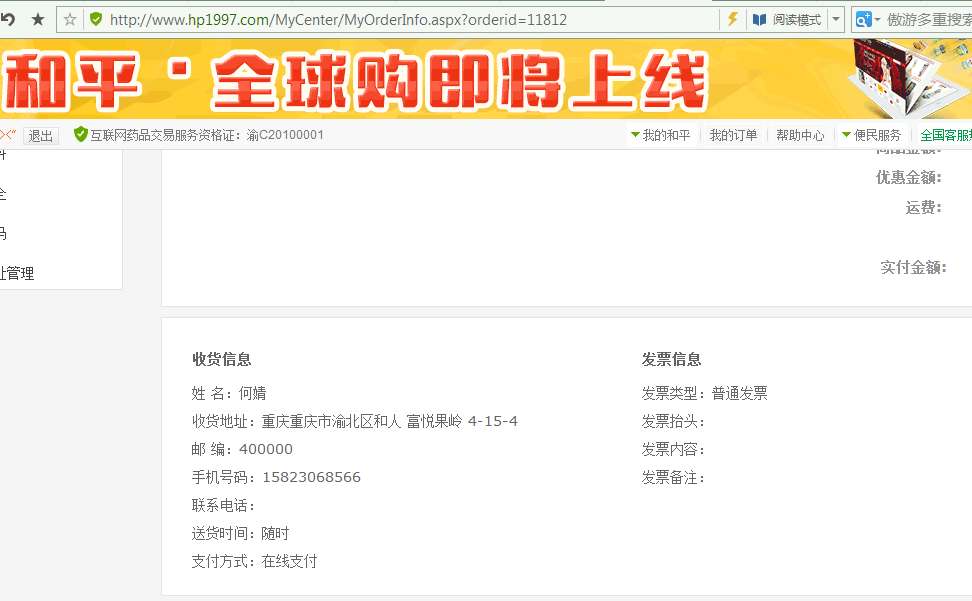 http://www.hp1997.com/MyCenter/MyOrderInfo.aspx?orderid=11812
阅读模式
傲游多重搜索
和平·全球购即将上线
退出
互联网药品交易服务资格证：渝C20100001
我的和平
我的订单
帮助中心
便民服务
全国客服热
优惠金额：
运费：
址管理
实付金额：
收货信息
姓 名：何婧
收货地址：重庆重庆市渝北区和人 富悦果岭 4-15-4
邮 编：400000
手机号码：15823068566
联系电话：
送货时间：随时
支付方式：在线支付
发票信息
发票类型：普通发票
发票抬头：
发票内容：
发票备注：